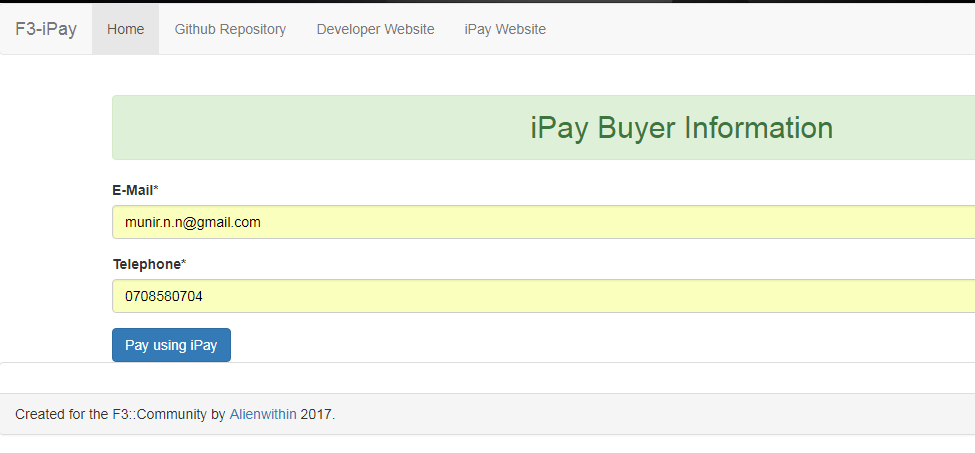 F3-iPay Home Github Repository Developer Website iPay Website
iPay Buyer Information
E-Mail*
munir.n.n@gmail.com
Telephone*
0708580704
Pay using iPay
Created for the F3::Community by Alienwithin 2017.